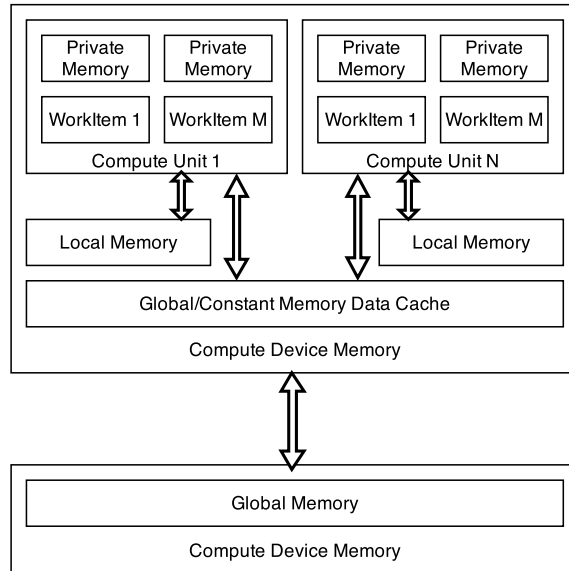 Private Memory
Private Memory
WorkItem 1
WorkItem M
Compute Unit 1
Private Memory
Private Memory
WorkItem 1
WorkItem M
Compute Unit N
Local Memory
Local Memory
Global/Constant Memory Data Cache
Compute Device Memory
Global Memory
Compute Device Memory